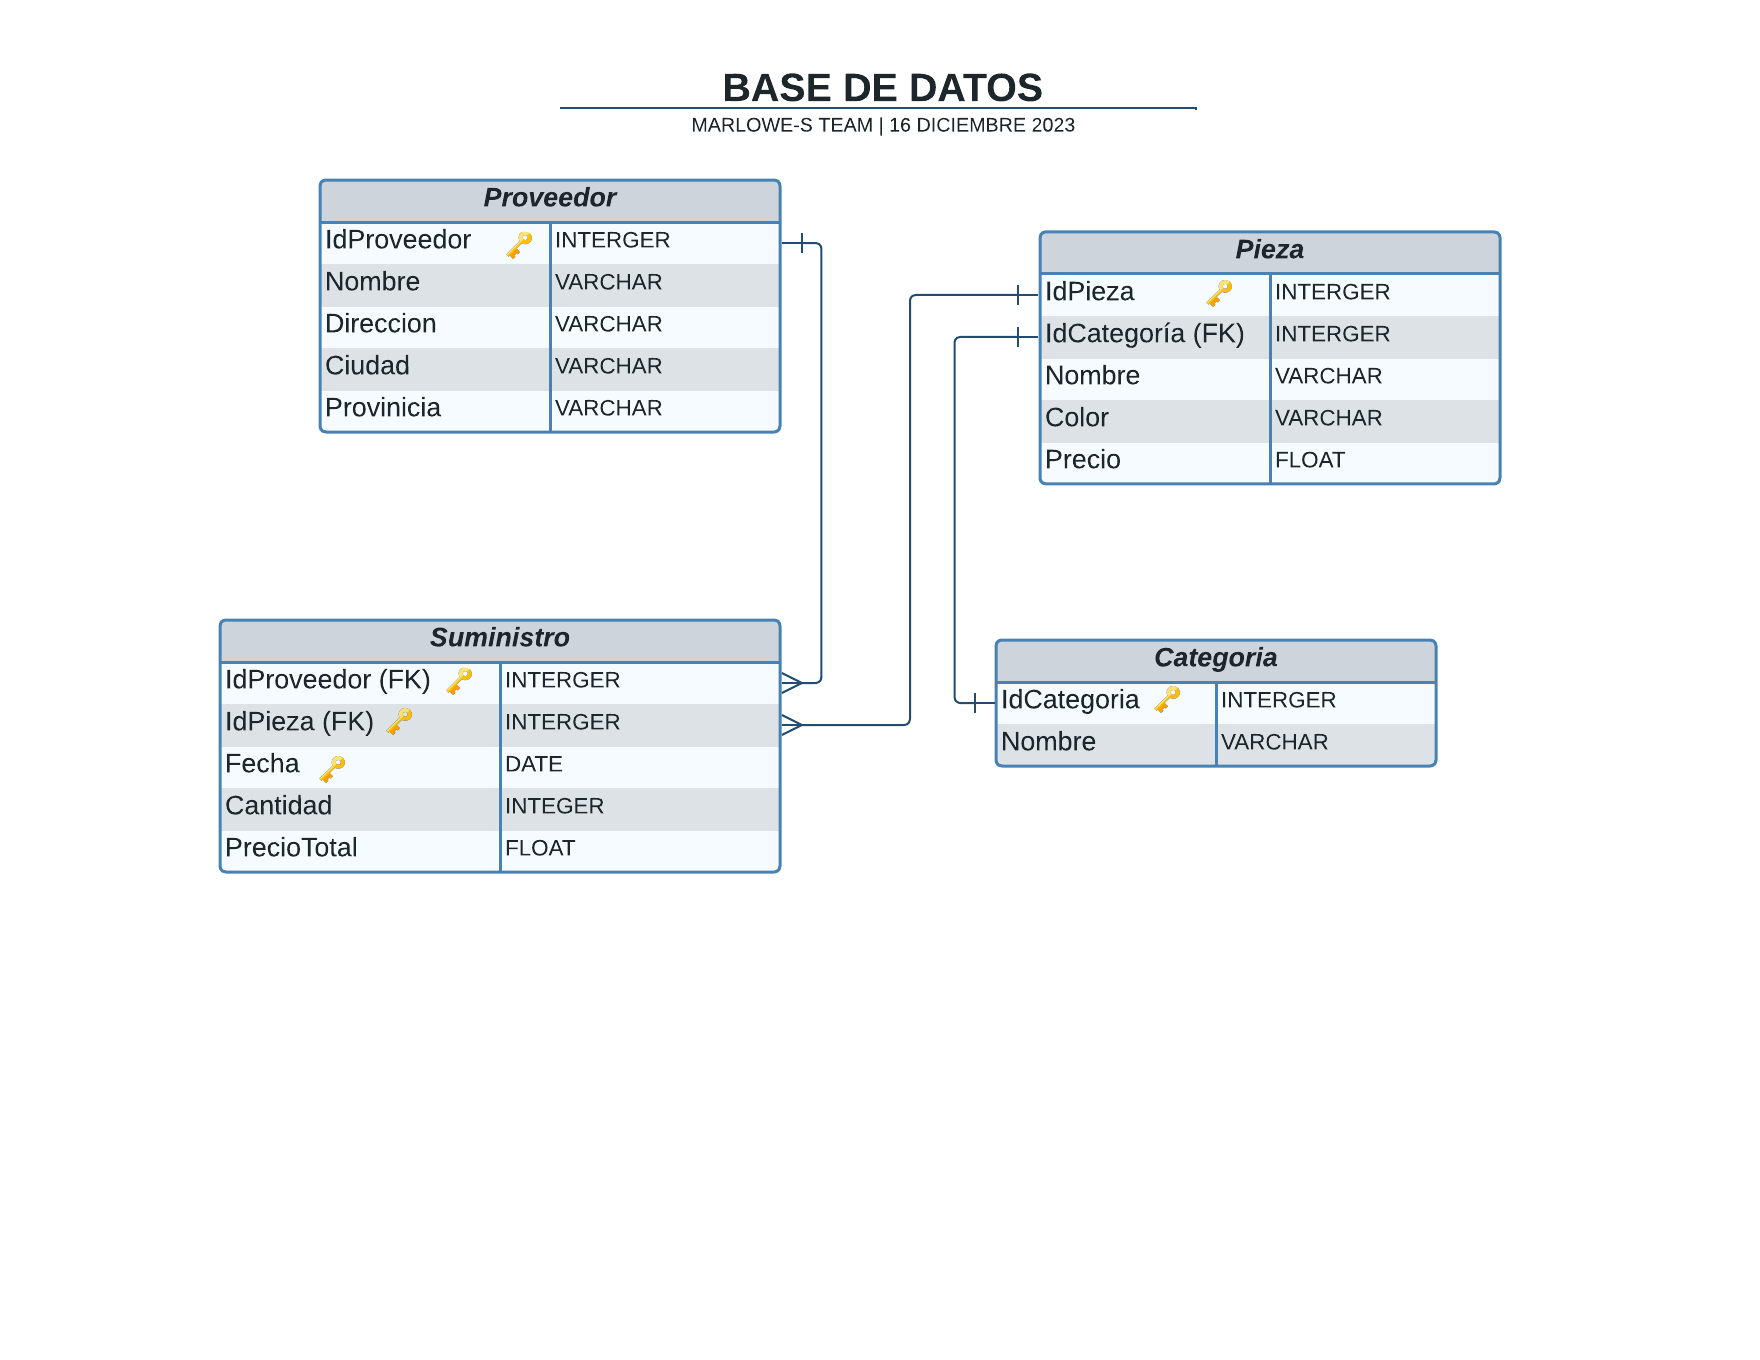 BASE DE DATOS
MARLOWE-S TEAM | 16 DICIEMBRE 2023
Proveedor
IdProveedor INTERGER
Nombre VARCHAR
Direccion VARCHAR
Ciudad VARCHAR
Provinicia VARCHAR
Pieza
IdPieza INTERGER
IdCategoría (FK) INTERGER
Nombre VARCHAR
Color VARCHAR
Precio FLOAT
Suministro
IdProveedor (FK) INTERGER
IdPieza (FK) INTERGER
Fecha DATE
Cantidad INTEGER
PrecioTotal FLOAT
Categoria
IdCategoria INTERGER
Nombre VARCHAR